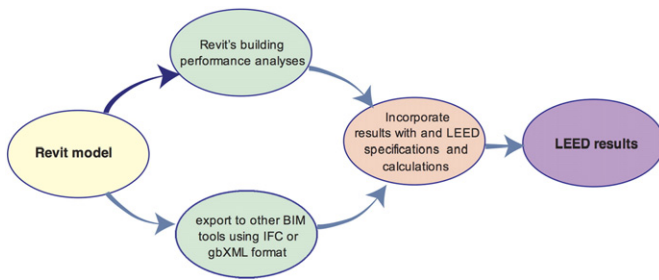 Revit's building
performance analyses
Revit model
Incorporate
results with and LEED
specifications and
calculations
LEED results
export to other BIM
tools using IFC or
gbXML format